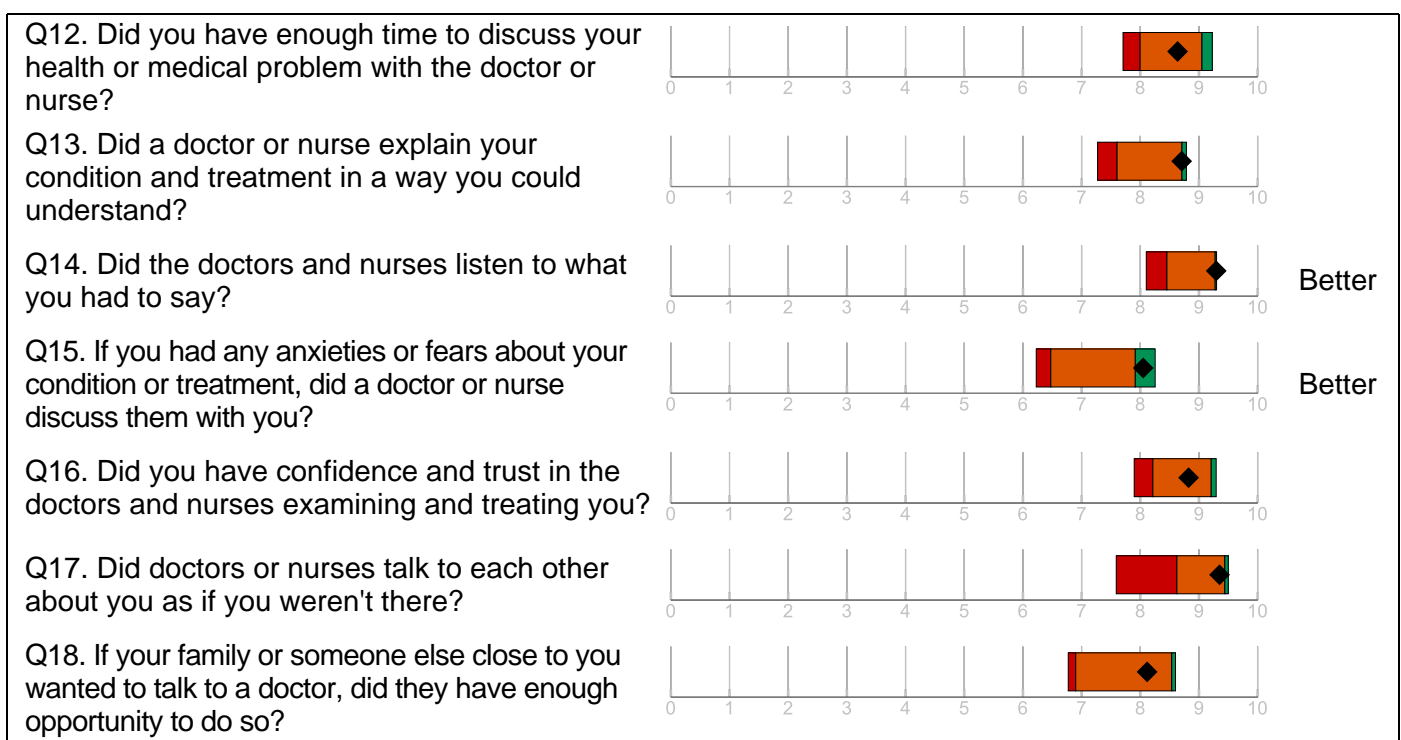 Q12. Did you have enough time to discuss your
health or medical problem with the doctor or
nurse?
0 1 2 3 4 5 6 7 8 9 10
Q13. Did a doctor or nurse explain your
condition and treatment in a way you could
understand?
0 1 2 3 4 5 6 7 8 9 10
Q14. Did the doctors and nurses listen to what
you had to say?
0 1 2 3 4 5 6 7 8 9 10
Better
Q15. If you had any anxieties or fears about your
condition or treatment, did a doctor or nurse
discuss them with you?
0 1 2 3 4 5 6 7 8 9 10
Better
Q16. Did you have confidence and trust in the
doctors and nurses examining and treating you?
0 1 2 3 4 5 6 7 8 9 10
Q17. Did doctors or nurses talk to each other
about you as if you weren't there?
0 1 2 3 4 5 6 7 8 9 10
Q18. If your family or someone else close to you
wanted to talk to a doctor, did they have enough
opportunity to do so?
0 1 2 3 4 5 6 7 8 9 10